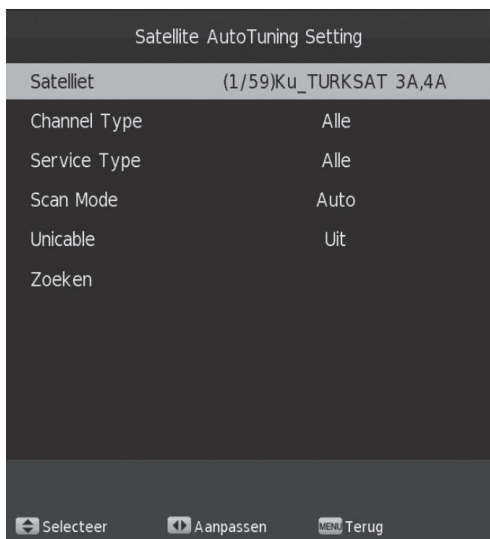 Satellite AutoTuning Setting
Satelliet (1/59)Ku_TURKSAT 3A,4A
Channel Type Alle
Service Type Alle
Scan Mode Auto
Unicable Uit
Zoeken
Selecteer Aanpassen MENU Terug